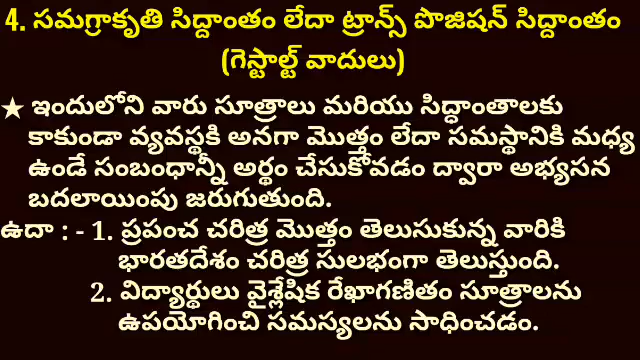 4. సమగ్రాకృతి సిద్దాంతం లేదా ట్రాన్స్ పొజిషన్ సిద్దాంతం
(గెస్టాల్ట్ వాదులు)
★ ఇందులోని వారు సూత్రాలు మరియు సిద్ధాంతాలకు
కాకుండా వ్యవస్థకి అనగా మొత్తం లేదా సమస్థానికి మధ్య
ఉండే సంబంధాన్నీ అర్థం చేసుకోవడం ద్వారా అభ్యసన
బదలాయింపు జరుగుతుంది.
ఉదా : - 1. ప్రపంచ చరిత్ర మొత్తం తెలుసుకున్న వారికి
భారతదేశం చరిత్ర సులభంగా తెలుస్తుంది.
2. విద్యార్థులు వైశ్లేషిక రేఖాగణితం సూత్రాలను
ఉపయోగించి సమస్యలను సాధించడం.